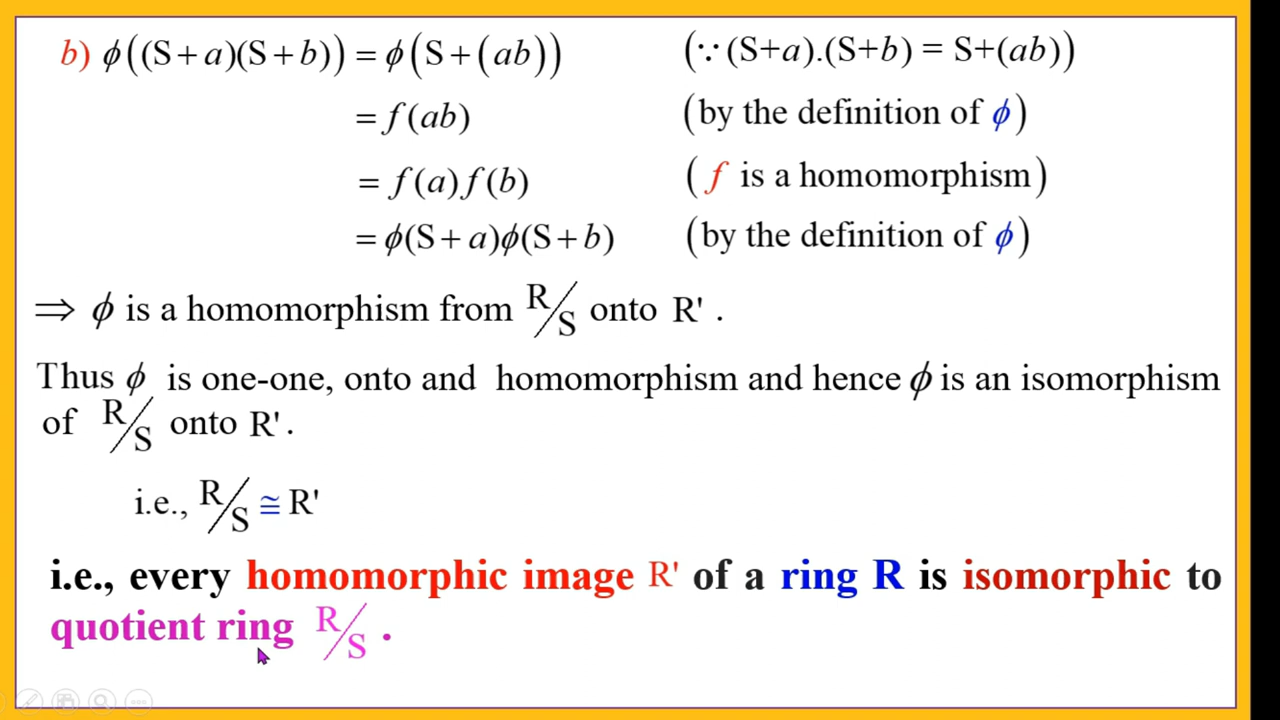 b) ϕ((S+a)(S+b)) = ϕ(S+(ab)) (∵(S+a).(S+b) = S+(ab))
= f(ab) (by the definition of ϕ)
= f(a)f(b) (f is a homomorphism)
= ϕ(S+a)ϕ(S+b) (by the definition of ϕ)
⇒ ϕ is a homomorphism from R/S onto R'.
Thus ϕ is one-one, onto and homomorphism and hence ϕ is an isomorphism
of R/S onto R'.
i.e., R/S ≅ R'
i.e., every homomorphic image R' of a ring R is isomorphic to
quotient ring R/S.